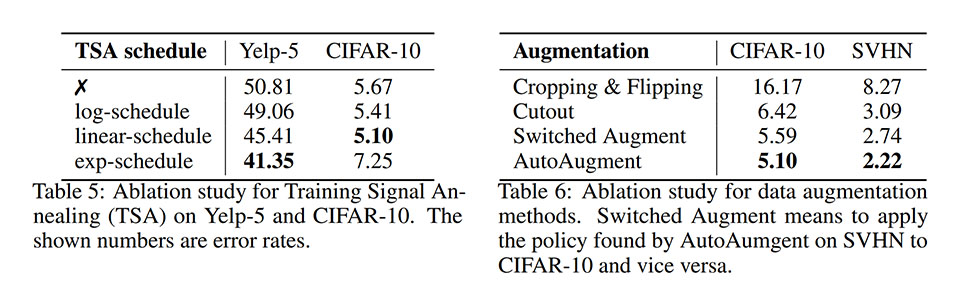 TSA schedule Yelp-5 CIFAR-10
✗ 50.81 5.67
log-schedule 49.06 5.41
linear-schedule 45.41 5.10
exp-schedule 41.35 7.25
Table 5: Ablation study for Training Signal An-
nealing (TSA) on Yelp-5 and CIFAR-10. The
shown numbers are error rates.
Augmentation CIFAR-10 SVHN
Cropping & Flipping 16.17 8.27
Cutout 6.42 3.09
Switched Augment 5.59 2.74
AutoAugment 5.10 2.22
Table 6: Ablation study for data augmentation
methods. Switched Augment means to apply
the policy found by AutoAumgent on SVHN to
CIFAR-10 and vice versa.